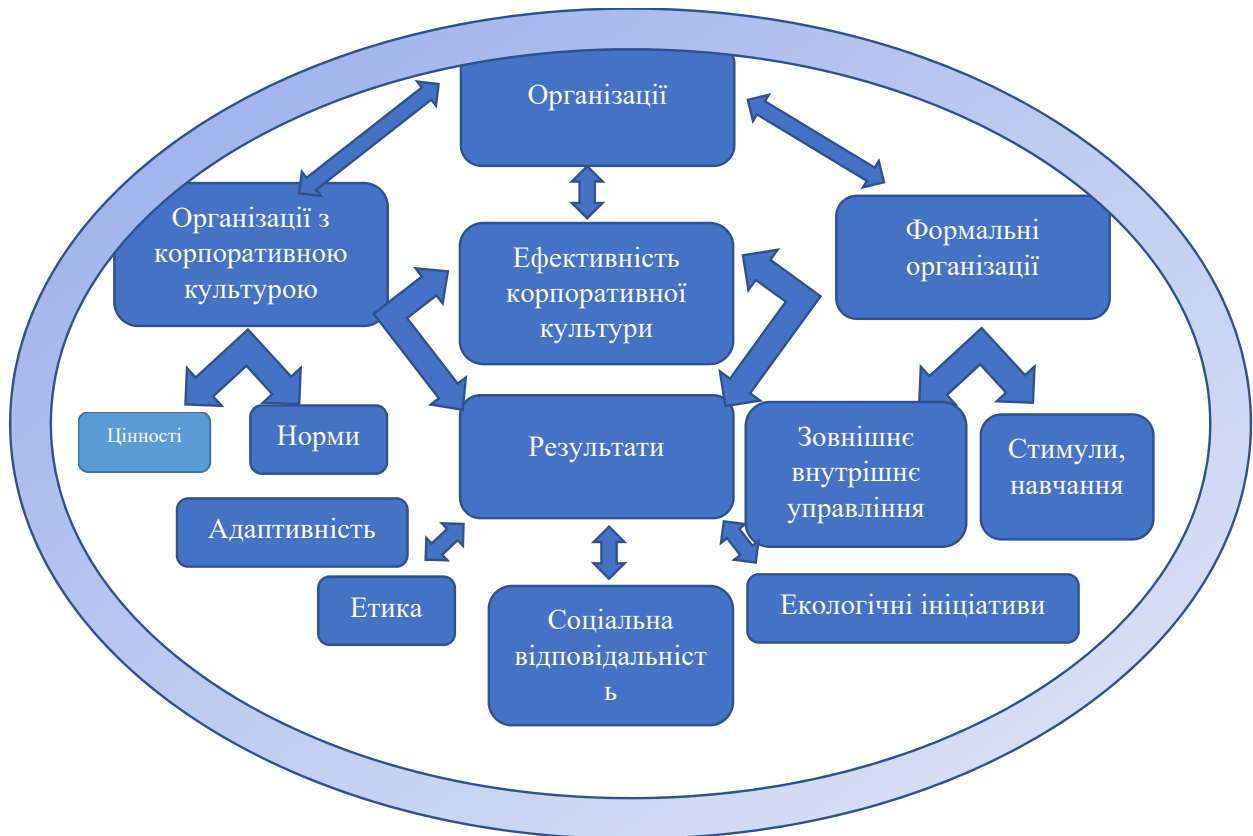 Організації
Організації з
корпоративною
культурою
Ефективність
корпоративної
культури
Формальні
організації
Цінності
Норми
Результати
Зовнішнє
внутрішнє
управління
Стимули,
навчання
Адаптивність
Етика
Соціальна
відповідальніст
ь
Екологічні ініціативи